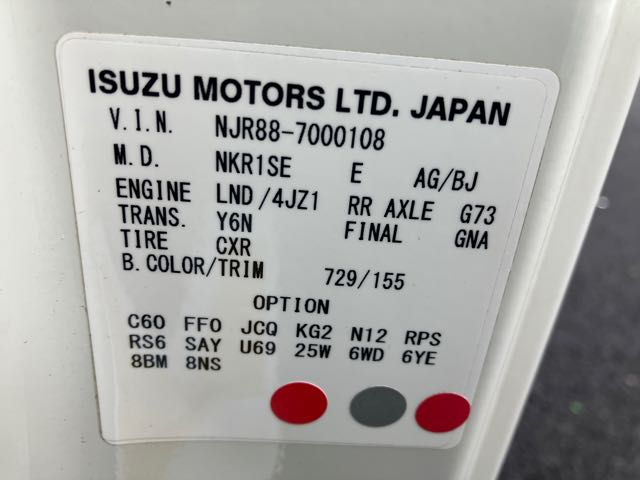 ISUZU MOTORS LTD. JAPAN
V.I.N. NJR88-7000108
M.D. NKR1SE E AG/BJ
ENGINE LND/4JZ1 RR AXLE G73
TRANS. Y6N FINAL GNA
TIRE CXR
B.COLOR/TRIM 729/155
OPTION
C60 FF0 JCQ KG2 N12 RPS
RS6 SAY U69 25W 6WD 6YE
8BM 8NS